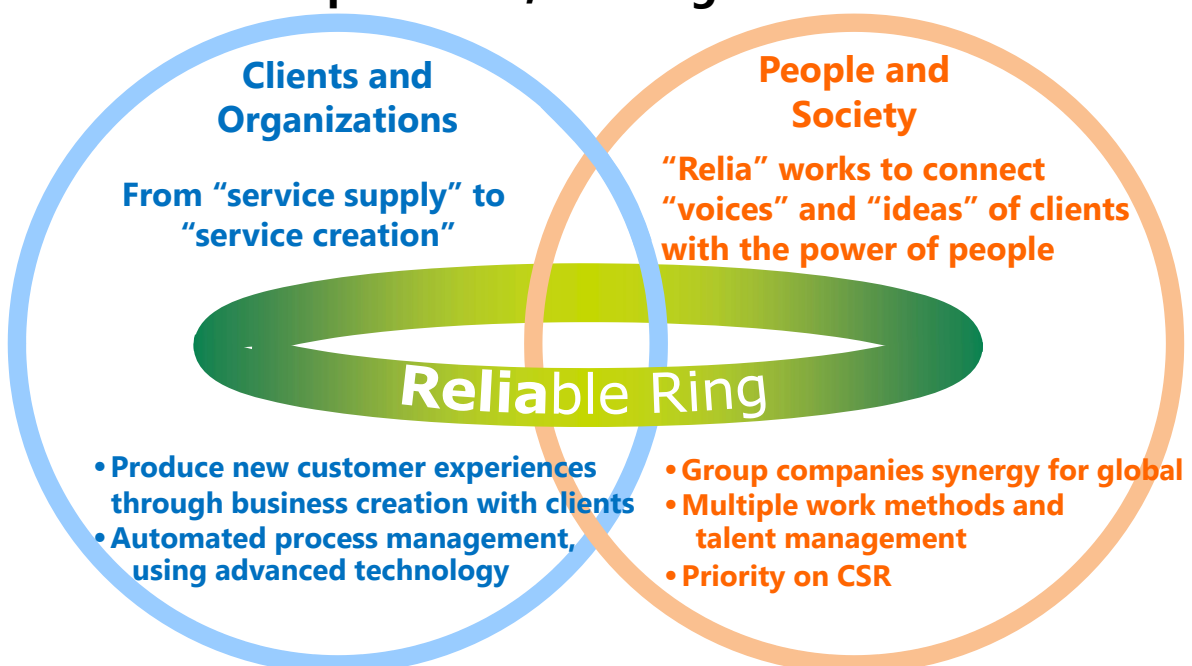 Clients and
Organizations
From “service supply” to
“service creation”
People and
Society
“Relia” works to connect
“voices” and “ideas” of clients
with the power of people
Reliable Ring
•Produce new customer experiences
through business creation with clients
•Automated process management,
using advanced technology
•Group companies synergy for global
•Multiple work methods and
talent management
•Priority on CSR